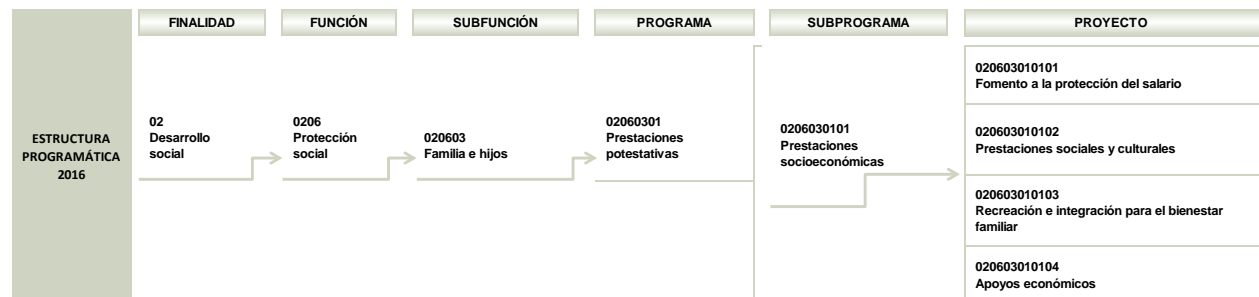 FINALIDAD
FUNCIÓN
SUBFUNCIÓN
PROGRAMA
SUBPROGRAMA
PROYECTO
ESTRUCTURA
PROGRAMÁTICA
2016
02
Desarrollo
social
0206
Protección
social
020603
Familia e hijos
02060301
Prestaciones
potestativas
0206030101
Prestaciones
socioeconómicas
020603010101
Fomento a la protección del salario
020603010102
Prestaciones sociales y culturales
020603010103
Recreación e integración para el bienestar
familiar
020603010104
Apoyos económicos